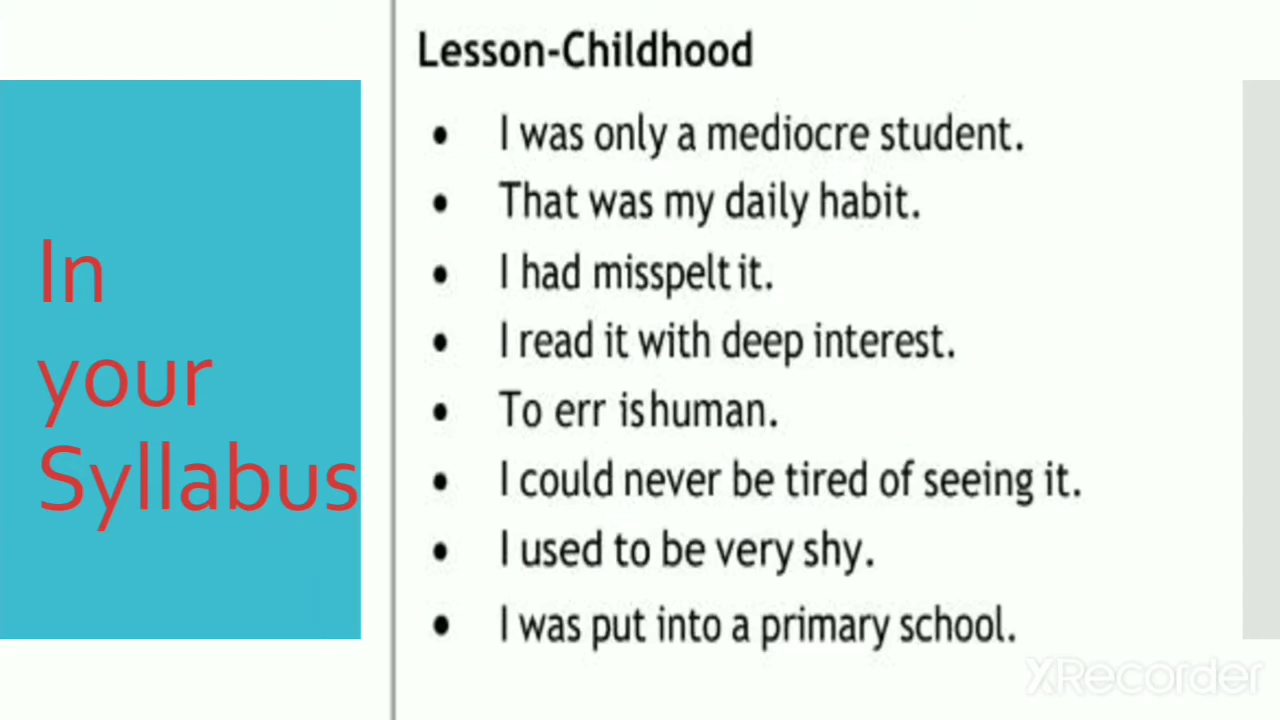 In
your
Syllabus
Lesson-Childhood
• I was only a mediocre student.
• That was my daily habit.
• I had misspelt it.
• I read it with deep interest.
• To err is human.
• I could never be tired of seeing it.
• I used to be very shy.
• I was put into a primary school.
XRecorder